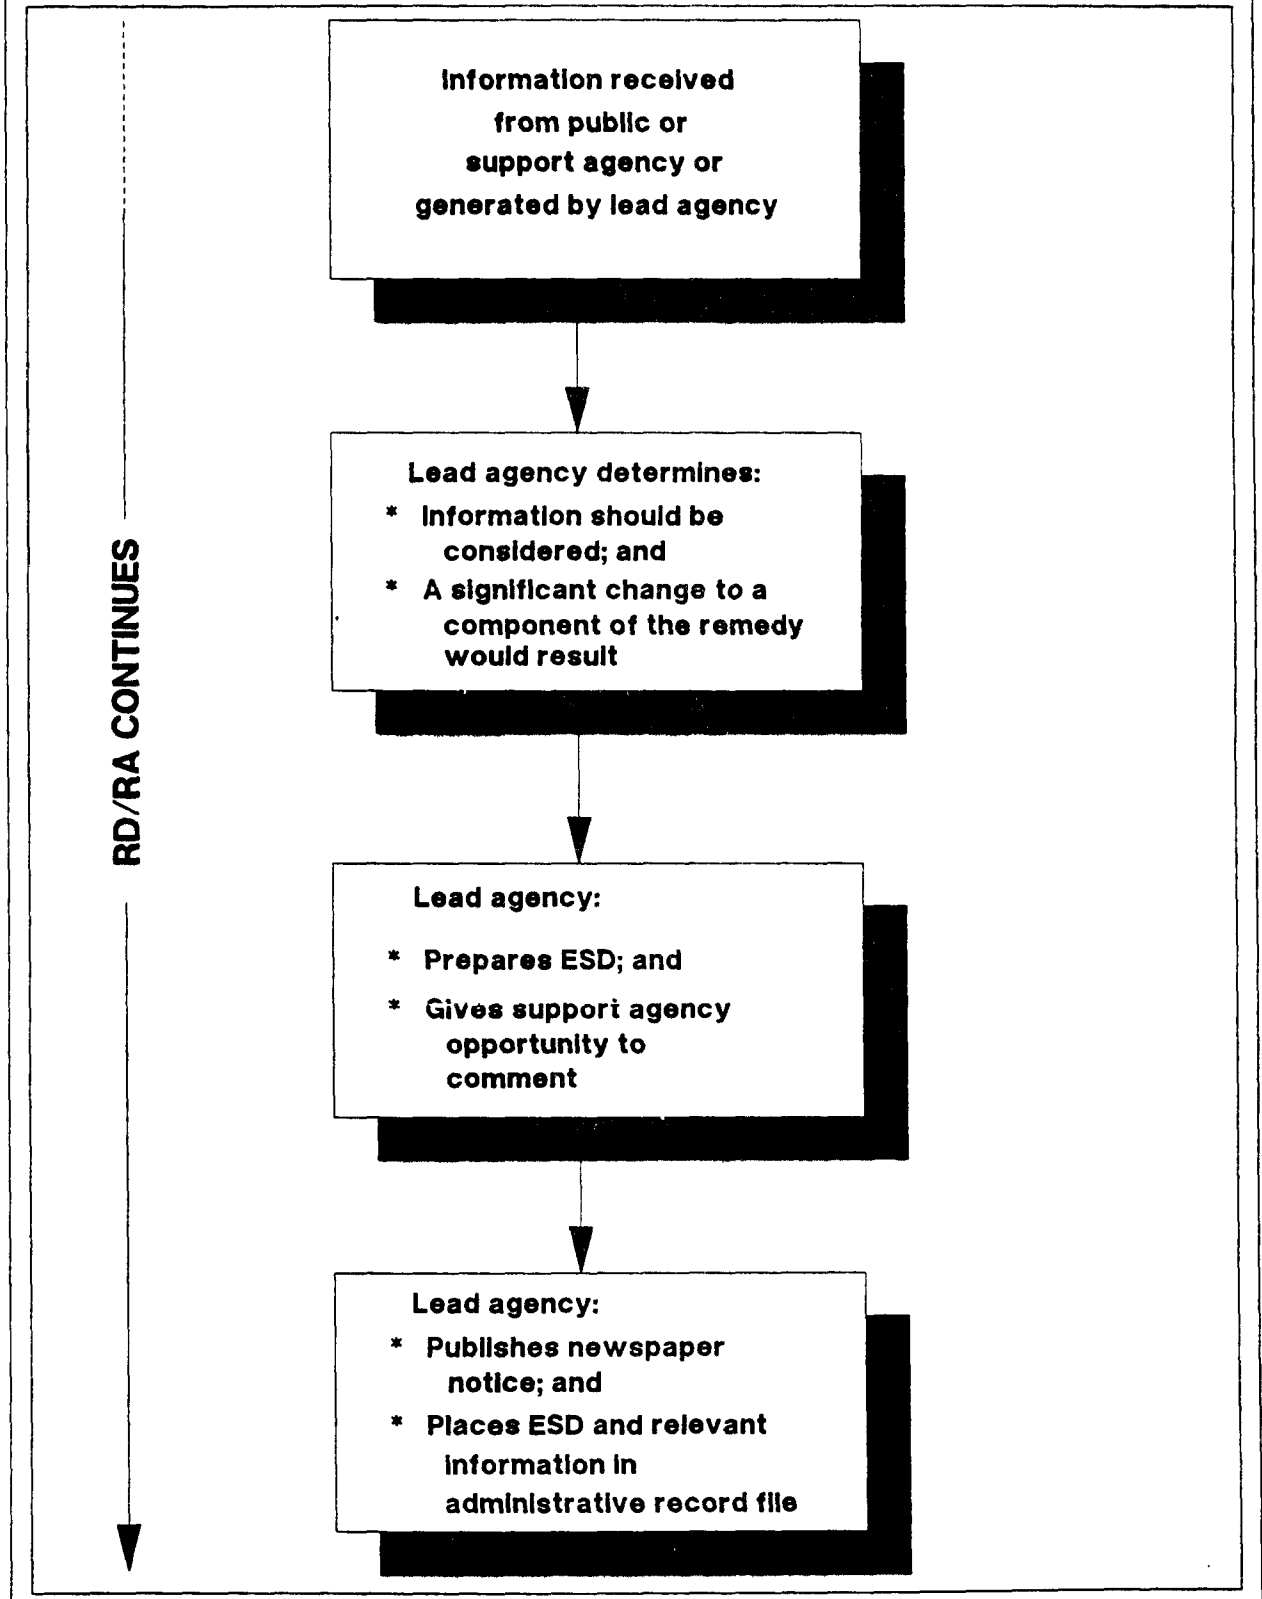 Information received
from public or
support agency or
generated by lead agency
Lead agency determines:
* Information should be
considered; and
* A significant change to a
component of the remedy
would result
RD/RA CONTINUES
Lead agency:
* Prepares ESD; and
* Gives support agency
opportunity to
comment
Lead agency:
* Publishes newspaper
notice; and
* Places ESD and relevant
information in
administrative record file